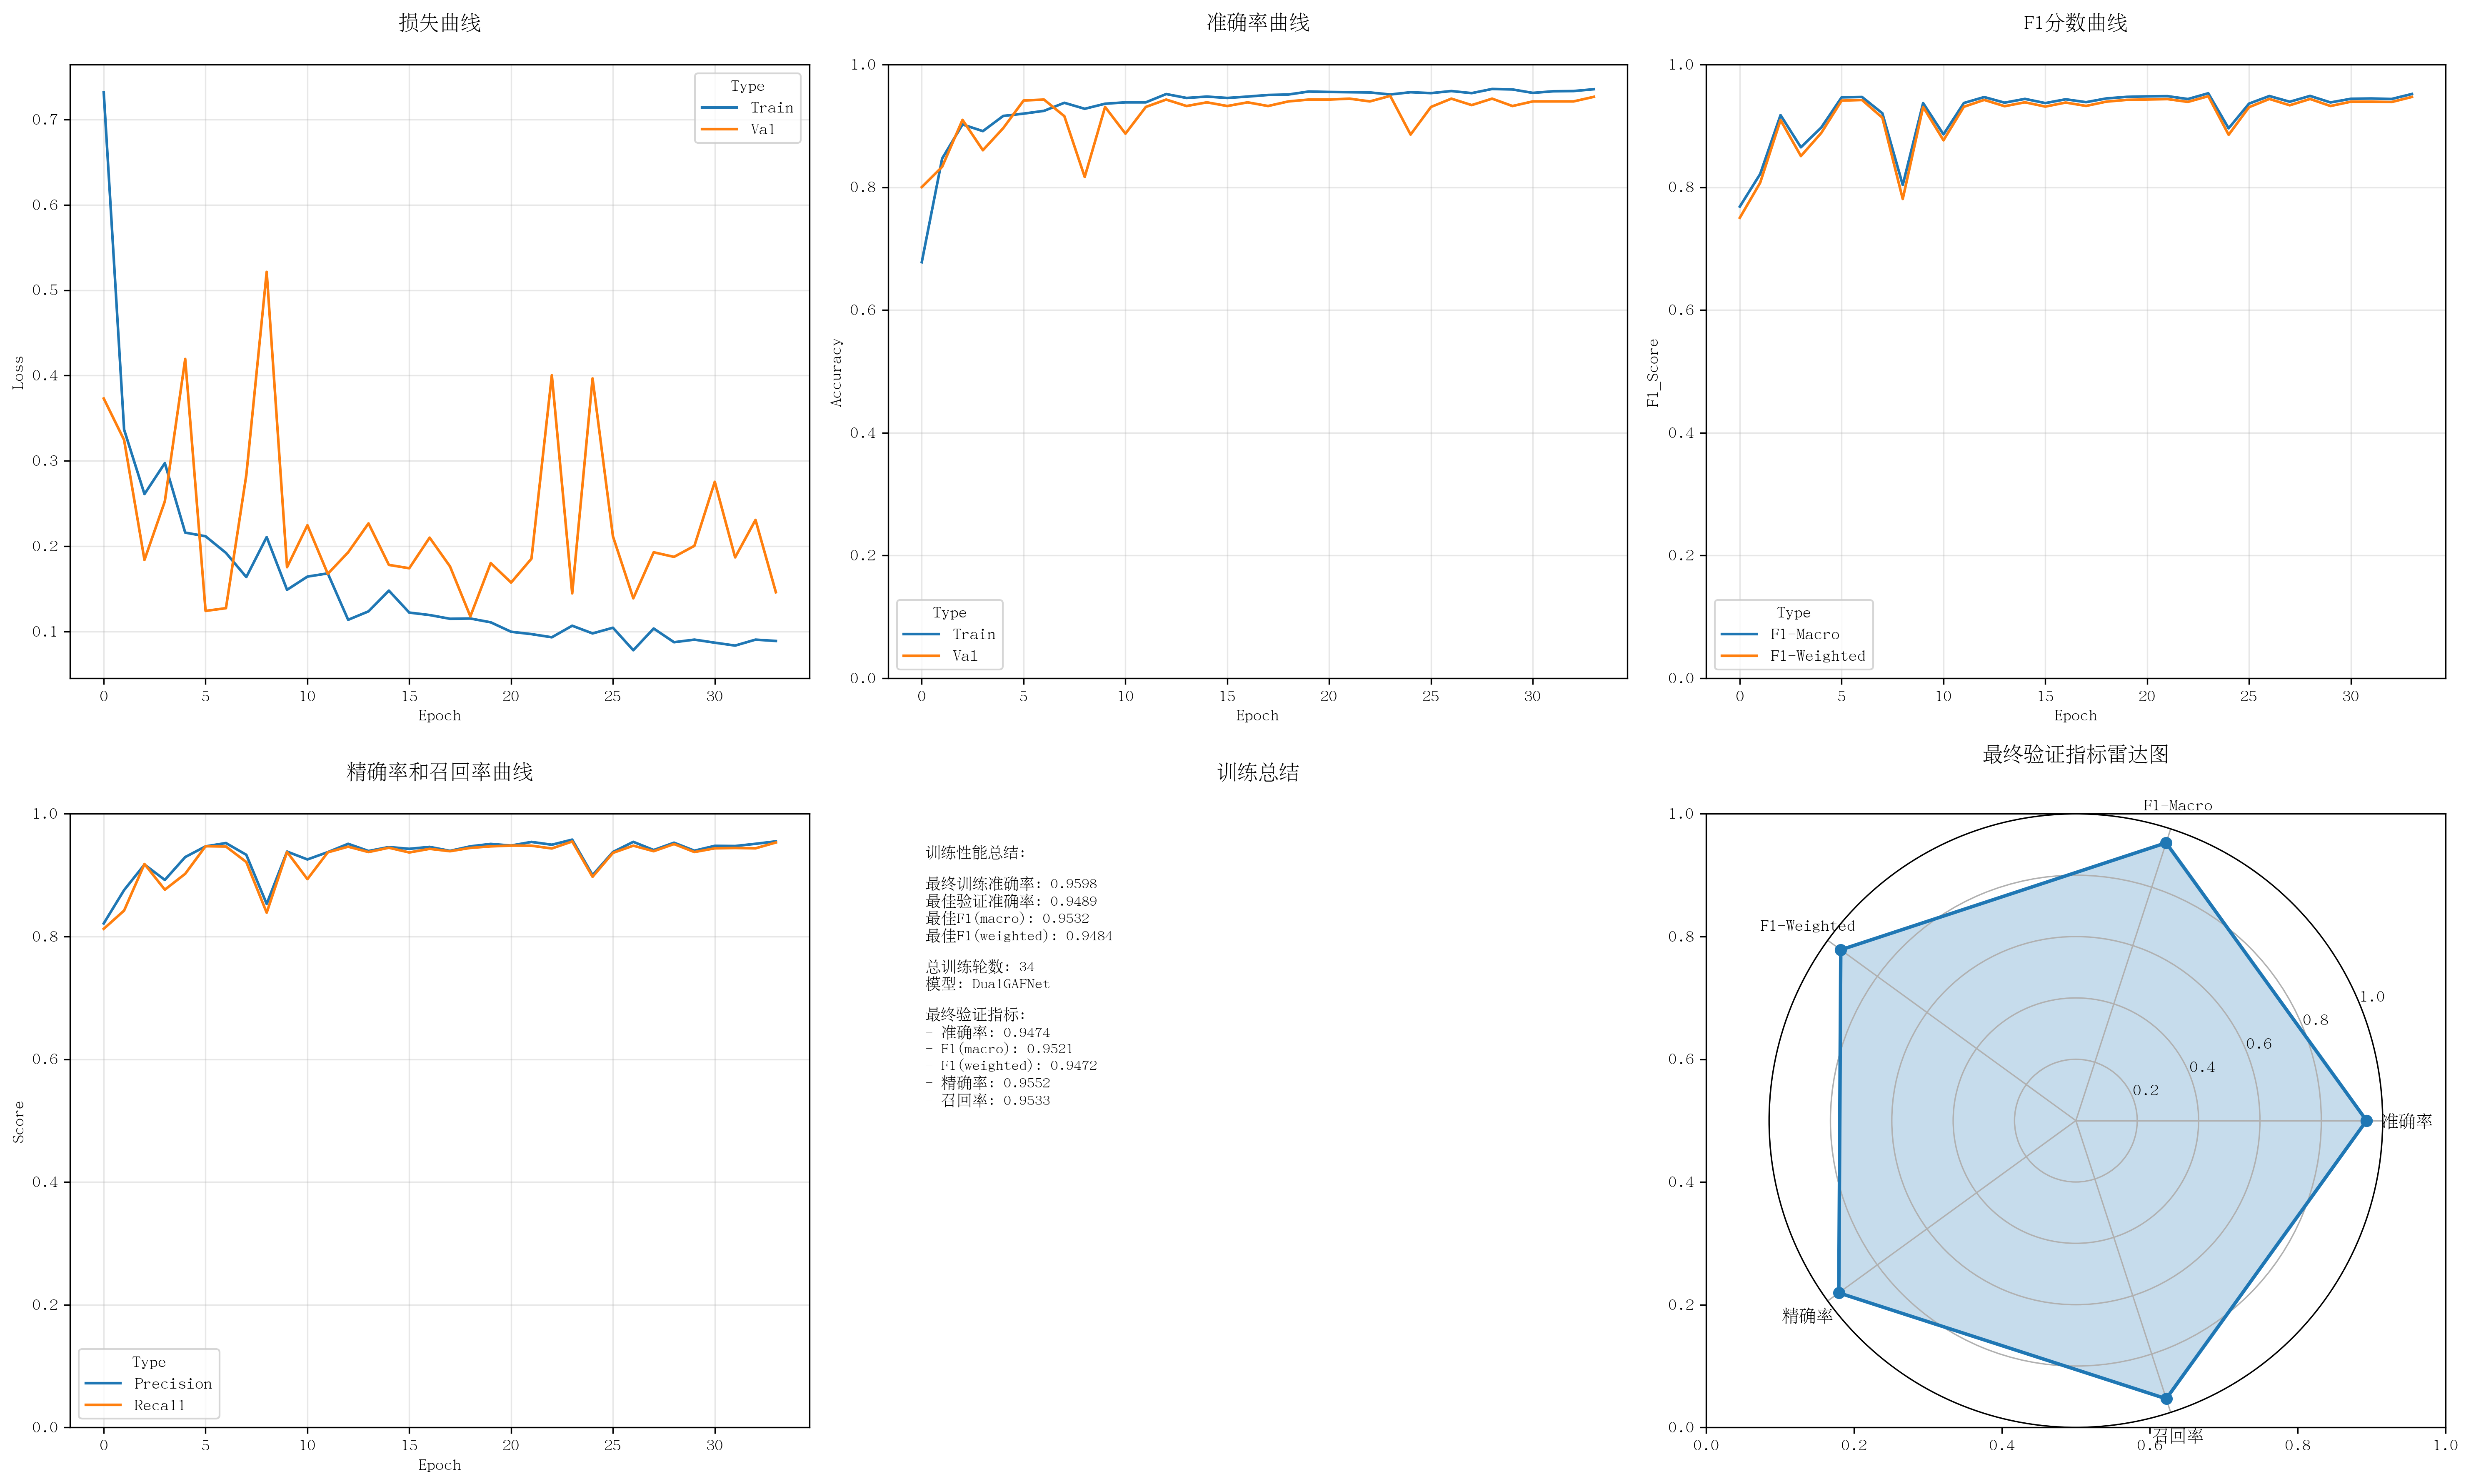 损失曲线
Type
Train
Val
0.7
0.6
0.5
0.4
0.3
0.2
0.1
Loss
0 5 10 15 20 25 30
Epoch
准确率曲线
1.0
0.8
0.6
0.4
0.2
0.0
Accuracy
Type
Train
Val
0 5 10 15 20 25 30
Epoch
F1分数曲线
1.0
0.8
0.6
0.4
0.2
0.0
F1_Score
Type
F1-Macro
F1-Weighted
0 5 10 15 20 25 30
Epoch
精确率和召回率曲线
1.0
0.8
0.6
0.4
0.2
0.0
Score
Type
Precision
Recall
0 5 10 15 20 25 30
Epoch
训练总结
训练性能总结:
最终训练准确率: 0.9598
最佳验证准确率: 0.9489
最佳F1(macro): 0.9532
最佳F1(weighted): 0.9484
总训练轮数: 34
模型: DualGAFNet
最终验证指标:
- 准确率: 0.9474
- F1(macro): 0.9521
- F1(weighted): 0.9472
- 精确率: 0.9552
- 召回率: 0.9533
最终验证指标雷达图
1.0
0.8
0.6
0.4
0.2
0.0
F1-Macro
F1-Weighted
1.0
0.8
0.6
0.4
0.2
准确率
精确率
召回率
0.0 0.2 0.4 0.6 0.8 1.0